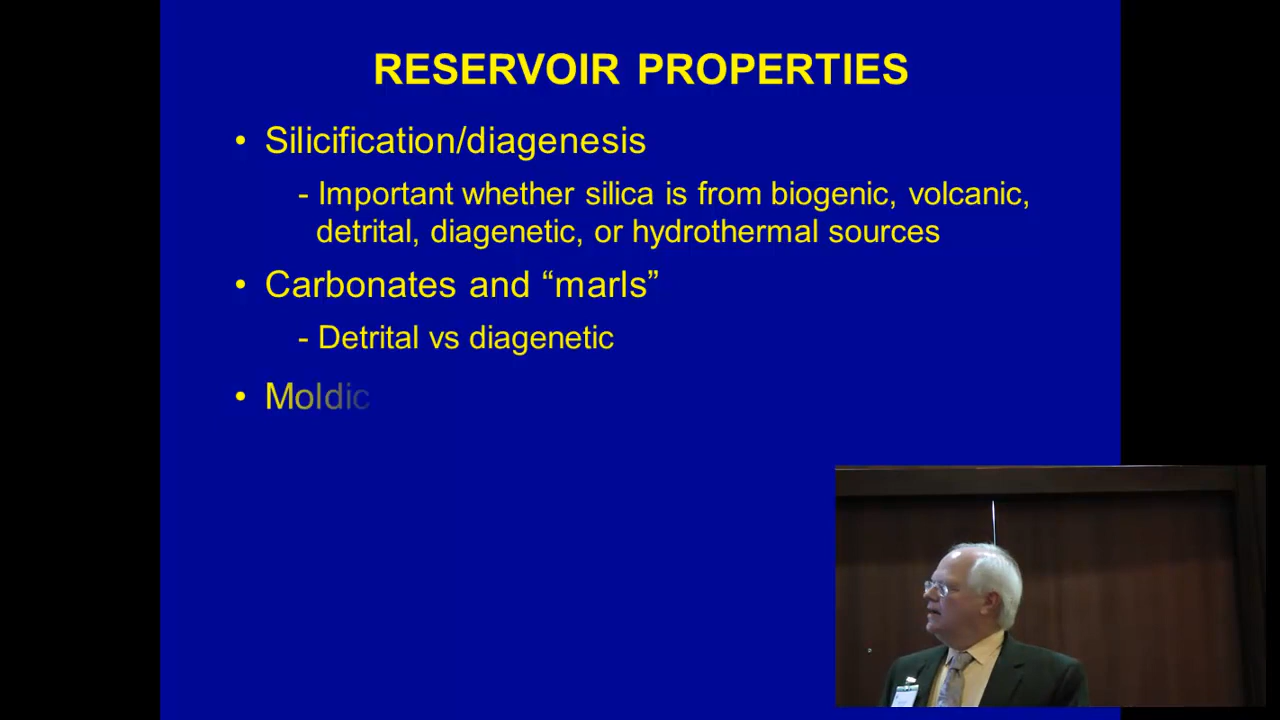 RESERVOIR PROPERTIES
• Silicification/diagenesis
- Important whether silica is from biogenic, volcanic,
detrital, diagenetic, or hydrothermal sources
• Carbonates and “marls”
- Detrital vs diagenetic
• Moldic